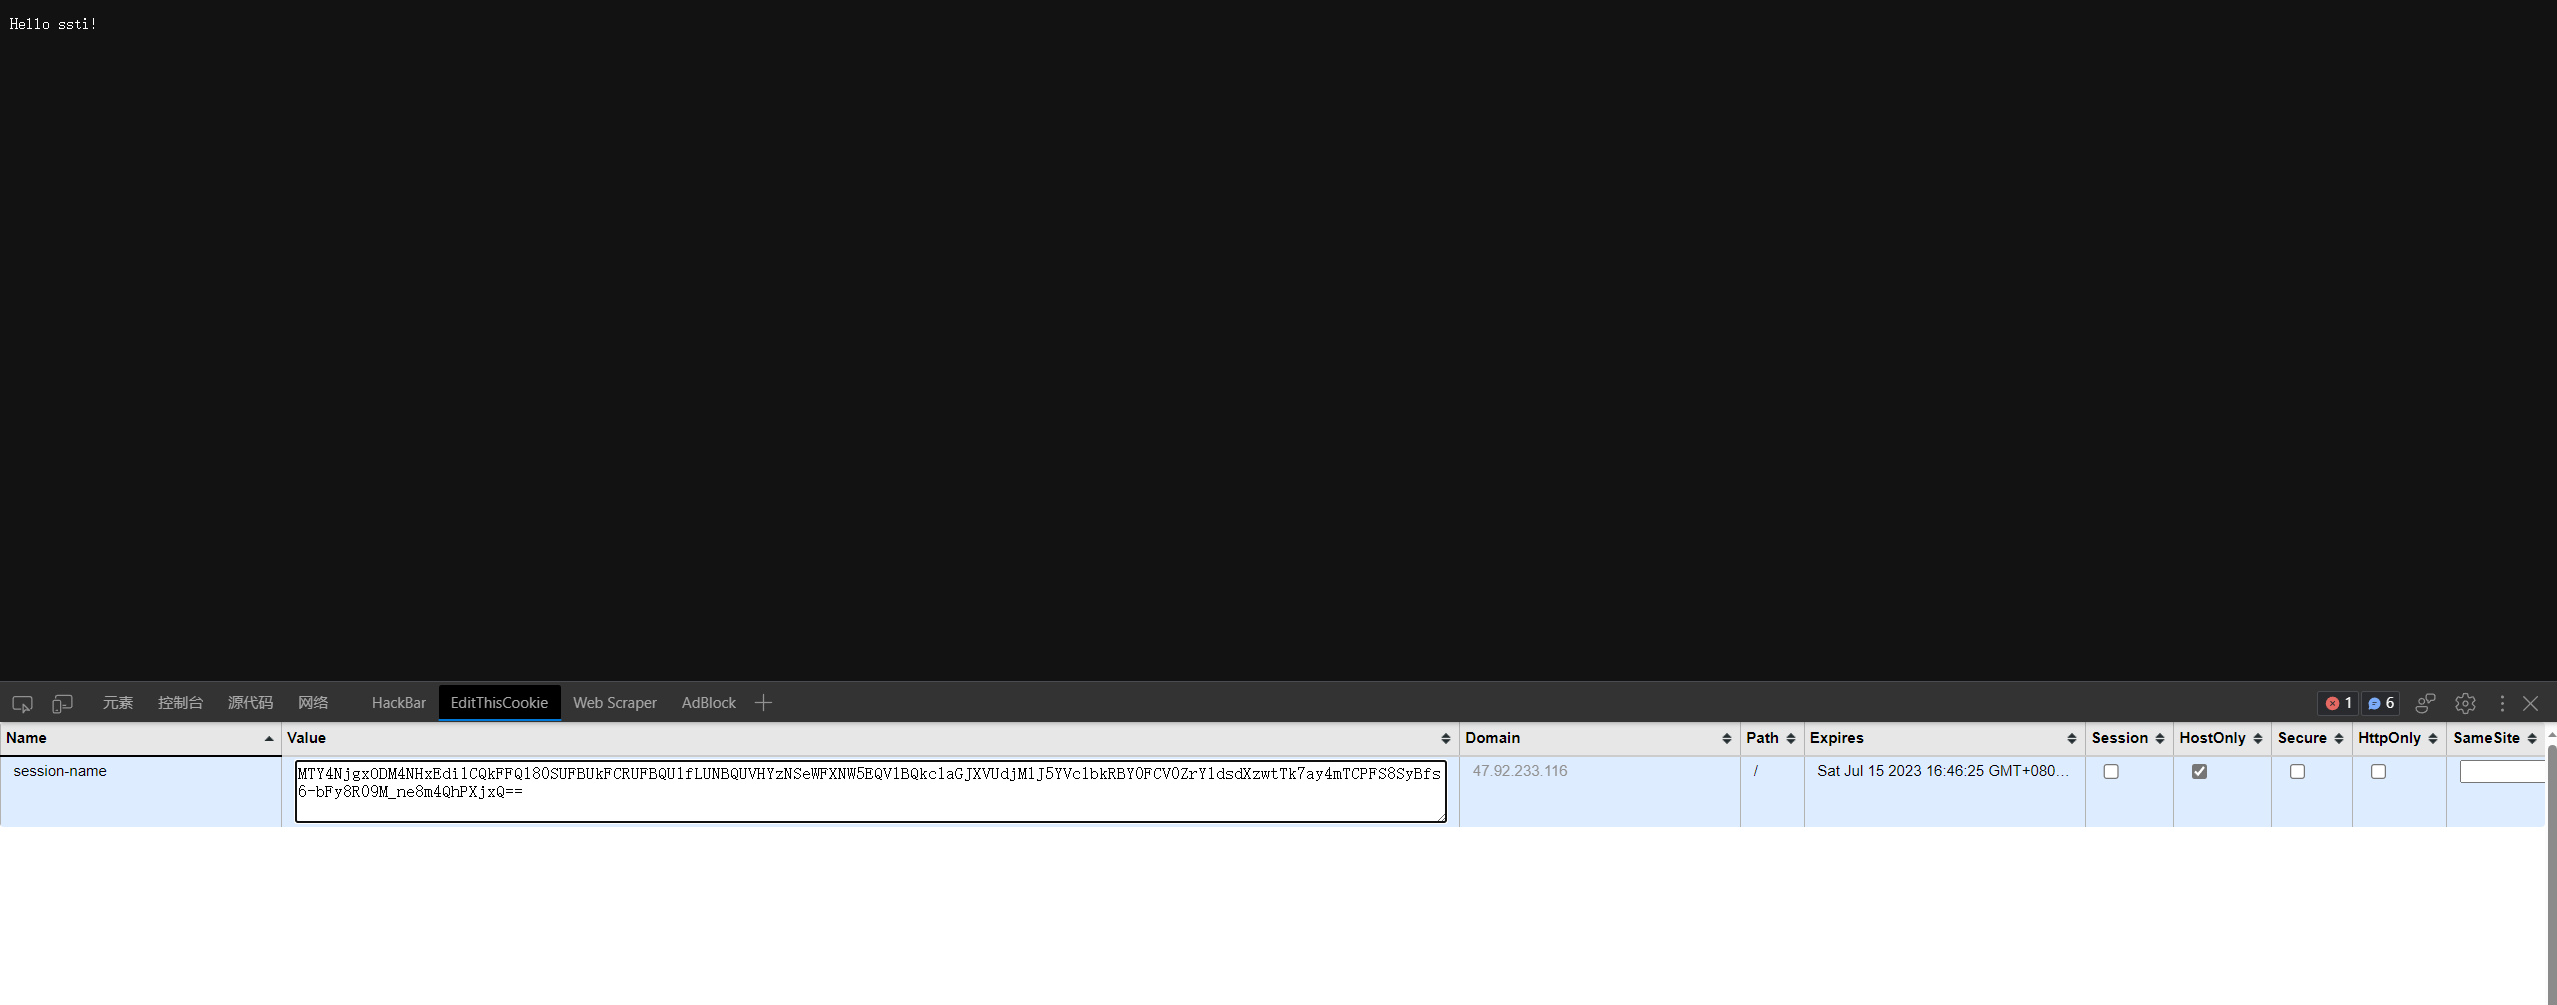 Hello ssti!
元素 控制台 源代码 网络 HackBar EditThisCookie Web Scraper AdBlock 1 6
Name Value Domain Path Expires Session HostOnly Secure HttpOnly SameSite
session-name MTY4NjgxODM4NHxEdi1CQkFFQ180SUFBUkFCRUFBQU1fLUNBQUVHYzNSeWFXNW5EQV1BQkc1aGJXVUdjM1J5YVc1bkRBY0FCV0ZrYldsdXzwtTk7ay4mTCPFS8SyBfs 47.92.233.116 / Sat Jul 15 2023 16:46:25 GMT+080...
6-bFy8R09M_ne8m4QhPXjxQ==